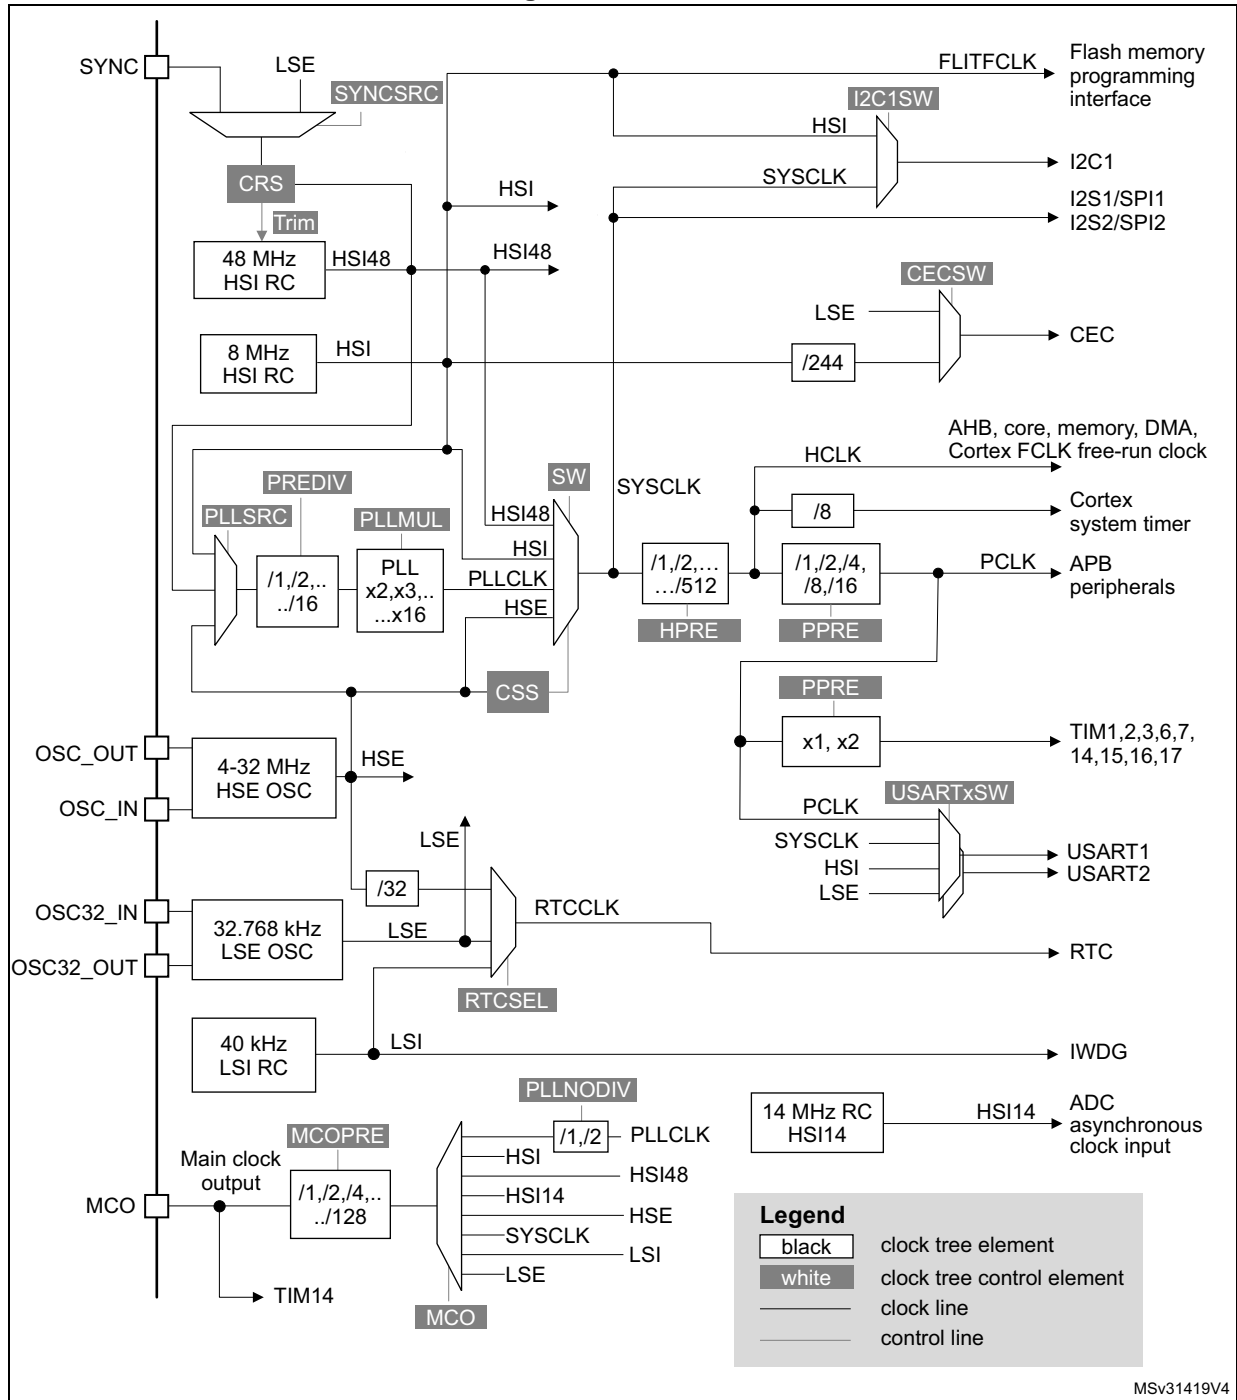 SYNC
LSE
SYNCSRC
CRS
Trim
48 MHz
HSI RC
HSI48
HSI
HSI48
8 MHz
HSI RC
HSI
FLITFCLK
Flash memory
programming
interface
I2C1SW
HSI
SYSCLK
I2C1
I2S1/SPI1
I2S2/SPI2
CECSW
LSE
/244
CEC
AHB, core, memory, DMA,
Cortex FCLK free-run clock
HCLK
/8
Cortex
system timer
PLLSRC
PREDIV
/1,/2,..
../16
PLLMUL
PLL
x2,x3,..
...x16
SW
HSI48
HSI
PLLCLK
HSE
CSS
SYSCLK
/1,/2,…
…/512
HPRE
/1,/2,/4,
/8,/16
PPRE
PCLK
APB
peripherals
PPRE
x1, x2
TIM1,2,3,6,7,
14,15,16,17
OSC_OUT
OSC_IN
4-32 MHz
HSE OSC
HSE
USARTxSW
PCLK
SYSCLK
HSI
LSE
USART1
USART2
LSE
/32
OSC32_IN
OSC32_OUT
32.768 kHz
LSE OSC
LSE
RTCCLK
RTCSEL
RTC
40 kHz
LSI RC
LSI
IWDG
14 MHz RC
HSI14
HSI14
ADC
asynchronous
clock input
MCO
Main clock
output
TIM14
MCOPRE
/1,/2,/4,..
../128
PLLNODIV
/1,/2
PLLCLK
HSI
HSI48
HSI14
HSE
SYSCLK
LSI
LSE
MCO
Legend
black
clock tree element
white
clock tree control element
clock line
control line
MSv31419V4